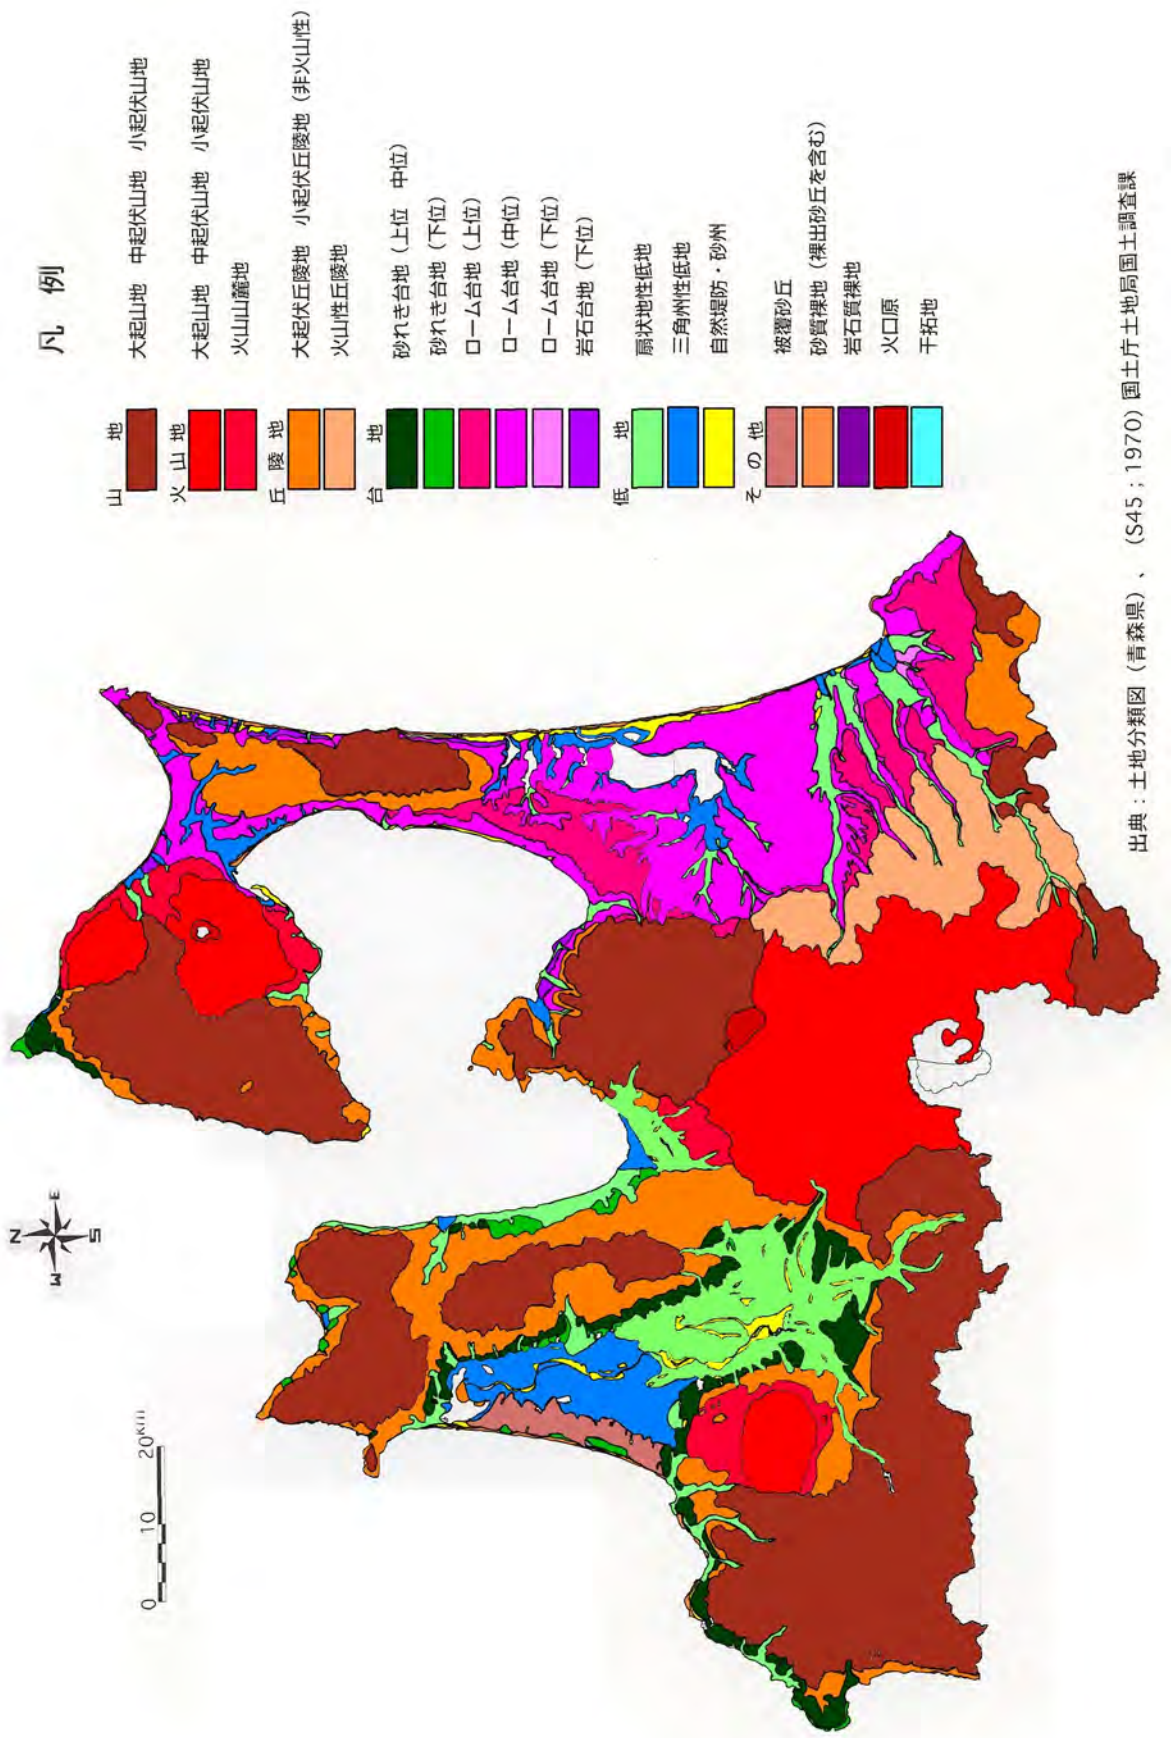 凡 例
山 地
大起山地 中起伏山地 小起伏山地
火 山 地
大起山地 中起伏山地 小起伏山地
火山山麓地
丘 陵 地
大起伏丘陵地 小起伏丘陵地（非火山性）
火山性丘陵地
台 地
砂れき台地（上位 中位）
砂れき台地（下位）
ローム台地（上位）
ローム台地（中位）
ローム台地（下位）
岩石台地（下位）
低 地
扇状地性低地
三角州性低地
自然堤防・砂州
そ の 他
被覆砂丘
砂質裸地（裸出砂丘を含む）
岩石質裸地
火口原
干拓地
N
E
S
W
0 10 20km
出典：土地分類図（青森県）、（S45；1970）国土庁土地局国土調査課